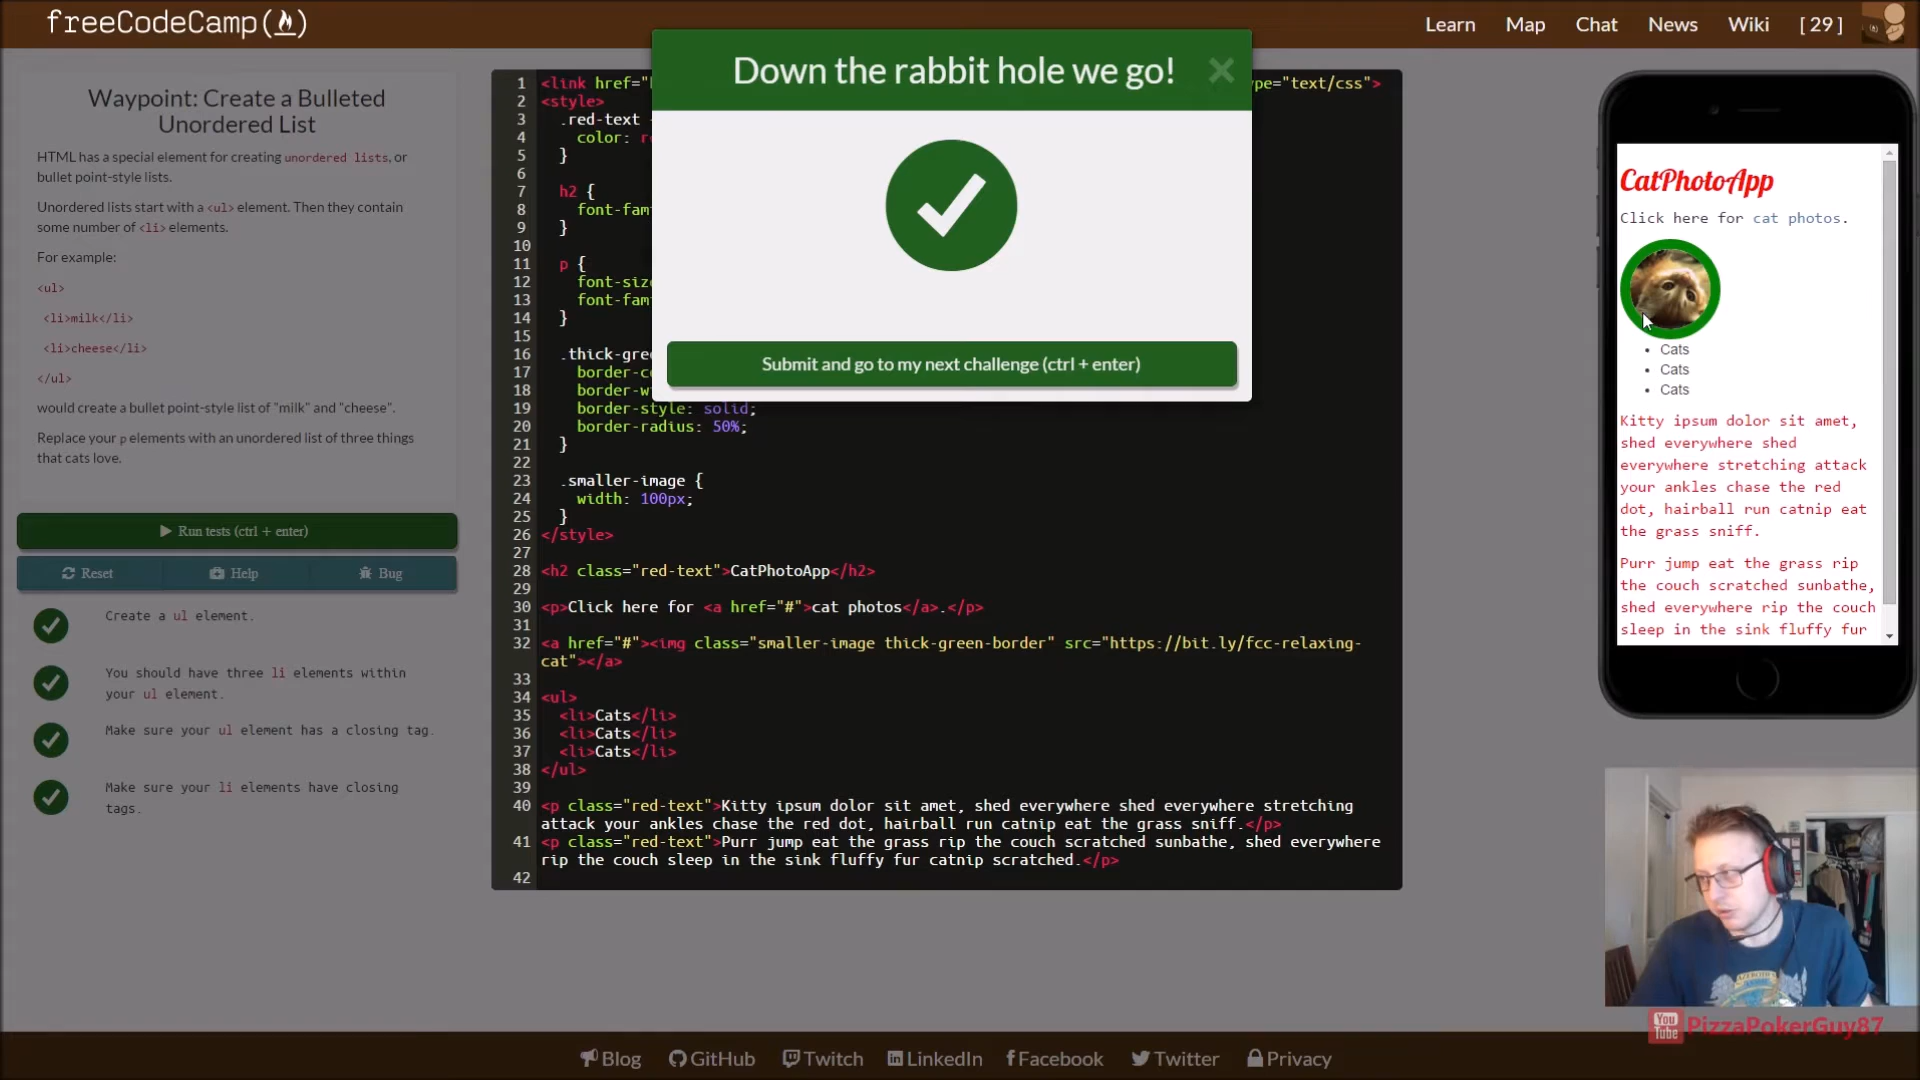 freeCodeCamp(🔥)
Learn
Map
Chat
News
Wiki
[ 29 ]
Waypoint: Create a Bulleted
Unordered List
HTML has a special element for creating unordered lists, or
bullet point-style lists.
Unordered lists start with a <ul> element. Then they contain
some number of <li> elements.
For example:
<ul>
<li>milk</li>
<li>cheese</li>
</ul>
would create a bullet point-style list of "milk" and "cheese".
Replace your p elements with an unordered list of three things
that cats love.
Run tests (ctrl + enter)
Reset
Help
Bug
Create a ul element.
You should have three li elements within
your ul element.
Make sure your ul element has a closing tag.
Make sure your li elements have closing
tags.
Down the rabbit hole we go!
Submit and go to my next challenge (ctrl + enter)
1 <link href=" ype="text/css">
2 <style>
3 .red-text
4 color:
5 }
6
7 h2 {
8 font-fam
9 }
10
11 p {
12 font-size
13 font-fam
14 }
15
16 .thick-gree
17 border-co
18 border-w
19 border-style: solid;
20 border-radius: 50%;
21 }
22
23 .smaller-image {
24 width: 100px;
25 }
26 </style>
27
28 <h2 class="red-text">CatPhotoApp</h2>
29
30 <p>Click here for <a href="#">cat photos</a>.</p>
31
32 <a href="#"><img class="smaller-image thick-green-border" src="https://bit.ly/fcc-relaxing-
cat"></a>
33
34 <ul>
35 <li>Cats</li>
36 <li>Cats</li>
37 <li>Cats</li>
38 </ul>
39
40 <p class="red-text">Kitty ipsum dolor sit amet, shed everywhere shed everywhere stretching
attack your ankles chase the red dot, hairball run catnip eat the grass sniff.</p>
41 <p class="red-text">Purr jump eat the grass rip the couch scratched sunbathe, shed everywhere
rip the couch sleep in the sink fluffy fur catnip scratched.</p>
42
CatPhotoApp
Click here for cat photos.
• Cats
• Cats
• Cats
Kitty ipsum dolor sit amet,
shed everywhere shed
everywhere stretching attack
your ankles chase the red
dot, hairball run catnip eat
the grass sniff.
Purr jump eat the grass rip
the couch scratched sunbathe,
shed everywhere rip the couch
sleep in the sink fluffy fur
You Tube PizzaPokerGuy87
Blog
GitHub
Twitch
LinkedIn
Facebook
Twitter
Privacy